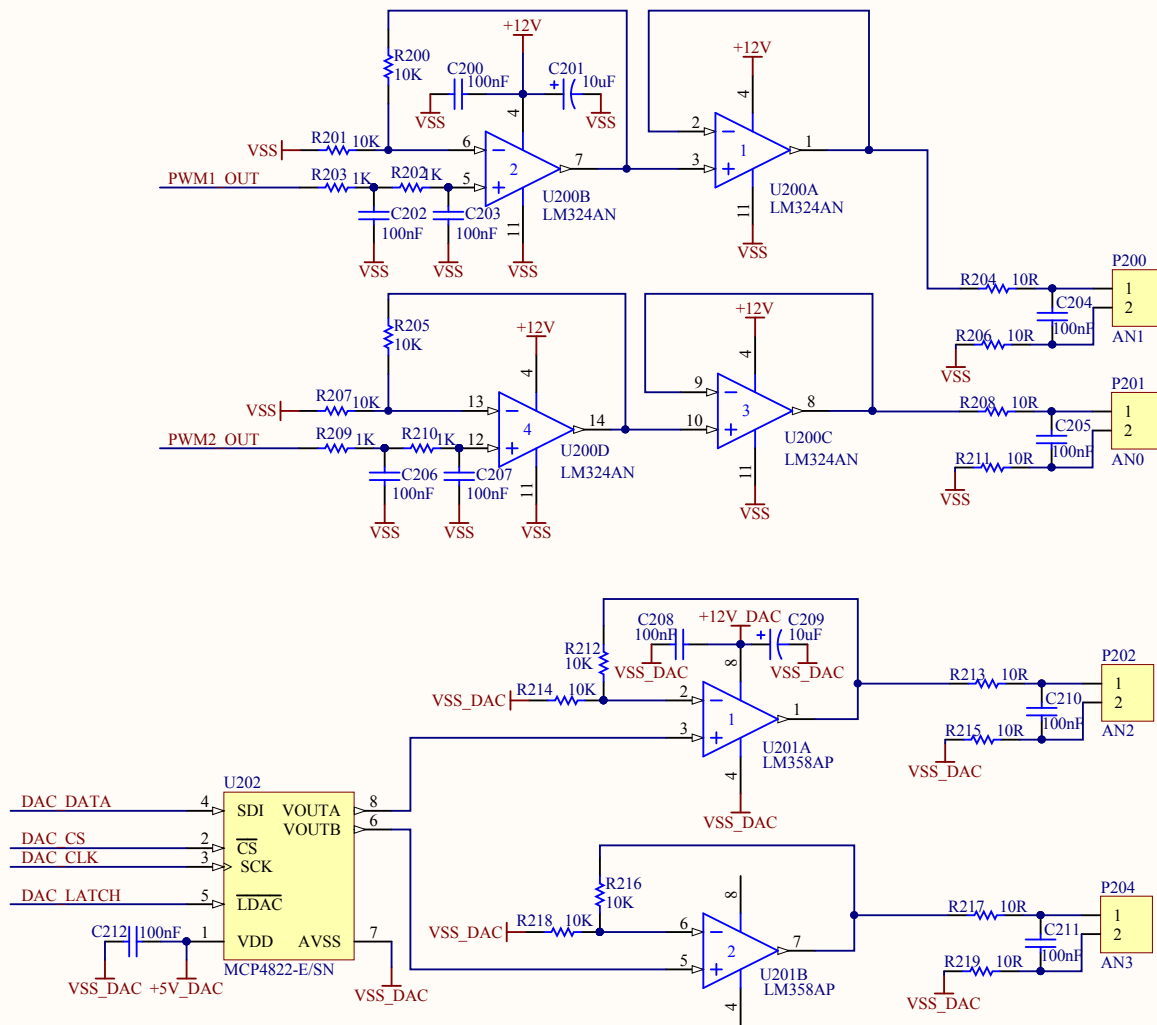 +12V
R200
10K
C200
100nF
C201
10uF
+12V
VSS
VSS
4
4
VSS
R201
10K
6
2
7
2
1
1
3
PWM1_OUT
R203
1K
R202
1K
5
U200B
LM324AN
U200A
LM324AN
C202
100nF
C203
100nF
11
11
VSS
VSS
VSS
VSS
P200
R204
10R
1
2
C204
100nF
R206
10R
AN1
VSS
R205
10K
+12V
+12V
4
4
VSS
R207
10K
13
4
14
9
3
8
10
PWM2_OUT
R209
1K
R210
1K
12
U200D
LM324AN
U200C
LM324AN
C206
100nF
C207
100nF
11
11
VSS
VSS
VSS
VSS
P201
R208
10R
1
2
C205
100nF
R211
10R
AN0
VSS
+12V_DAC
C208
100nF
C209
10uF
R212
10K
VSS_DAC
VSS_DAC
8
VSS_DAC
R214
10K
2
1
1
3
U201A
LM358AP
4
VSS_DAC
P202
R213
10R
1
2
C210
100nF
R215
10R
AN2
VSS_DAC
U202
DAC_DATA
4
SDI
VOUTA
8
VOUTB
6
DAC_CS
2
CS
DAC_CLK
3
SCK
DAC_LATCH
5
LDAC
C212
100nF
1
VDD
AVSS
7
MCP4822-E/SN
VSS_DAC
+5V_DAC
VSS_DAC
R216
10K
8
VSS_DAC
R218
10K
6
2
7
5
U201B
LM358AP
4
P204
R217
10R
1
2
C211
100nF
R219
10R
AN3
VSS_DAC